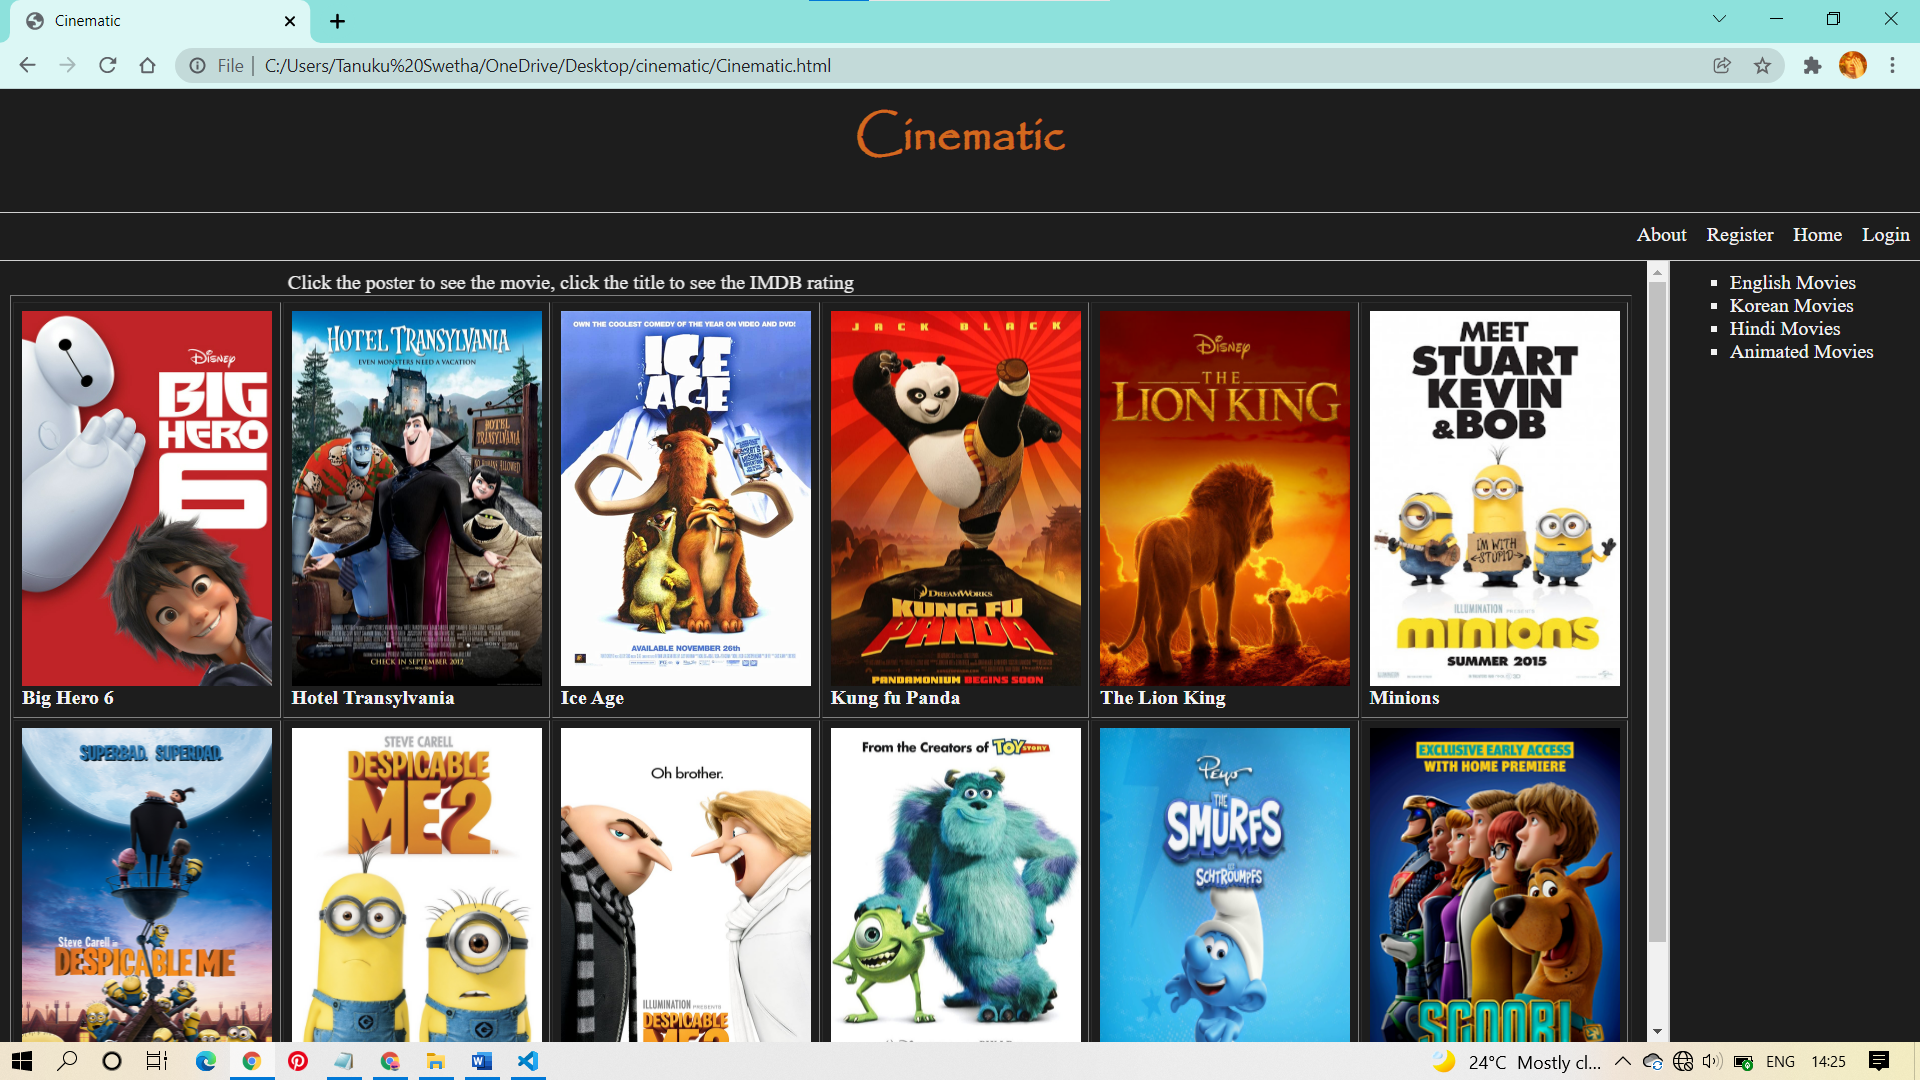 Cinematic
File | C:/Users/Tanuku%20Swetha/OneDrive/Desktop/cinematic/Cinematic.html
Cinematic
About Register Home Login
Click the poster to see the movie, click the title to see the IMDB rating
English Movies
Korean Movies
Hindi Movies
Animated Movies
Disney
BIG
HERO
6
Big Hero 6
HOTEL TRANSYLVANIA
EVEN MONSTERS NEED A VACATION
HOTEL
TRANSYLVANIA
CHECK IN SEPTEMBER 2012
Hotel Transylvania
OWN THE COOLEST COMEDY OF THE YEAR ON VIDEO AND DVD!
ICE
AGE
AVAILABLE NOVEMBER 26th
Ice Age
JACK BLACK
DREAMWORKS
KUNG FU
PANDA
PANDAMONIUM BEGINS SOON
Kung fu Panda
Disney
THE
LION KING
The Lion King
MEET
STUART
KEVIN
& BOB
I'M WITH
STUPID
ILLUMINATION PRESENTS
minions
SUMMER 2015
Minions
SUPERBAD. SUPERDAD.
Steve Carell in
DESPICABLE ME
STEVE CARELL
DESPICABLE
ME2
Oh brother.
ILLUMINATION PRESENTS
DESPICABLE
From the Creators of TOY STORY
Peyo
THE
SMURFS
SCHTROUMPFS
EXCLUSIVE EARLY ACCESS
WITH HOME PREMIERE
SCOOB!
24°C Mostly cl... ENG 14:25